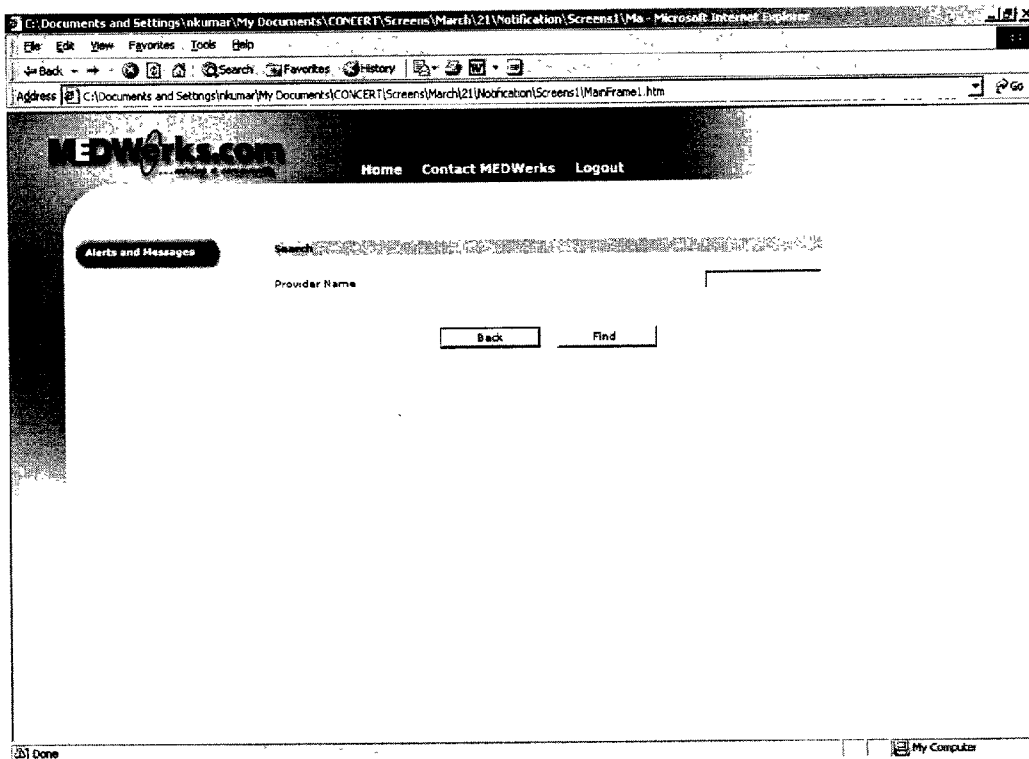 C:\Documents and Settings\nkumar\My Documents\CONCERT\Screens\March\21\Notification\Screens1\Ma - Microsoft Internet Explorer
File Edit View Favorites Tools Help
Back Search Favorites History
Address C:\Documents and Settings\nkumar\My Documents\CONCERT\Screens\March\21\Notification\Screens1\MainFrame1.htm Go
MEDWerks.com
Home Contact MEDWerks Logout
Alerts and Messages
Search
Provider Name
Back Find
Done My Computer